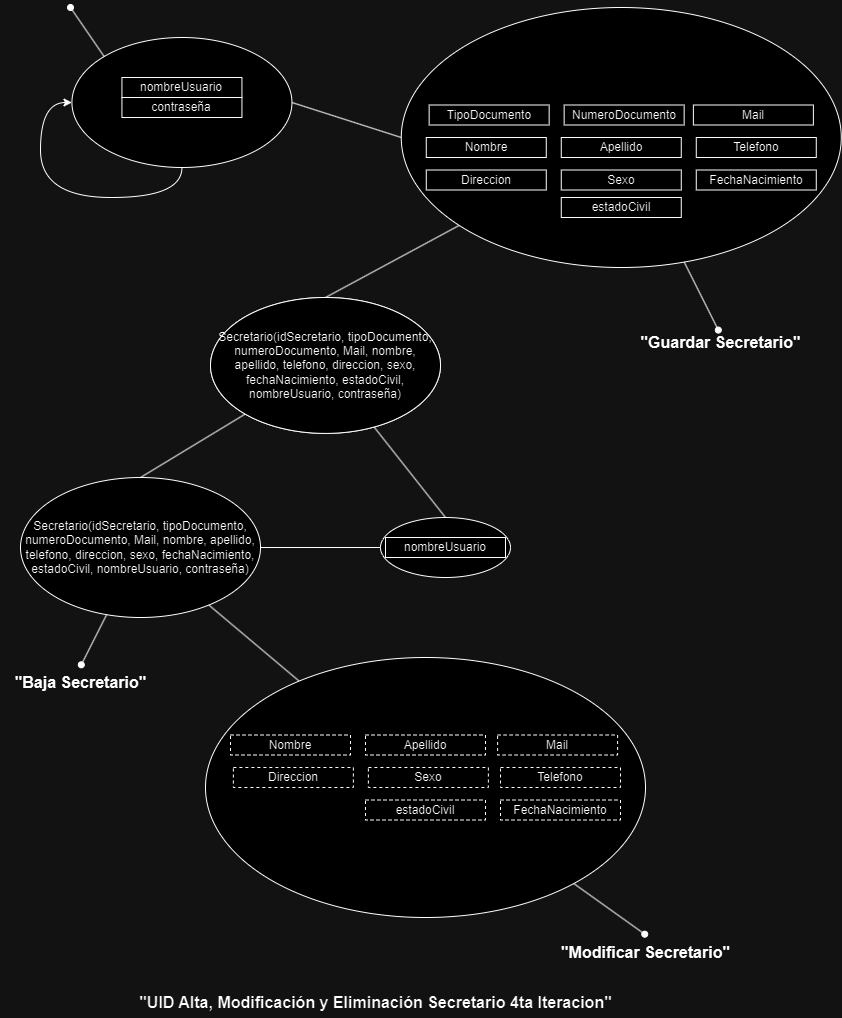 nombreUsuario
contraseña
TipoDocumento
NumeroDocumento
Mail
Nombre
Apellido
Telefono
Direccion
Sexo
FechaNacimiento
estadoCivil
"Guardar Secretario"
Secretario(idSecretario, tipoDocumento,
numeroDocumento, Mail, nombre,
apellido, telefono, direccion, sexo,
fechaNacimiento, estadoCivil,
nombreUsuario, contraseña)
Secretario(idSecretario, tipoDocumento,
numeroDocumento, Mail, nombre, apellido,
telefono, direccion, sexo, fechaNacimiento,
estadoCivil, nombreUsuario, contraseña)
nombreUsuario
"Baja Secretario"
Nombre
Apellido
Mail
Direccion
Sexo
Telefono
estadoCivil
FechaNacimiento
"Modificar Secretario"
"UID Alta, Modificación y Eliminación Secretario 4ta Iteracion"